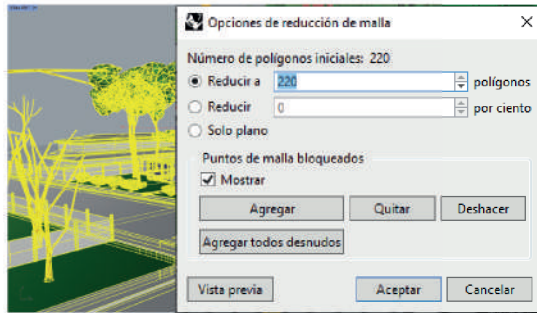 Opciones de reducción de malla
Número de polígonos iniciales: 220
Reducir a 220 polígonos
Reducir 0 por ciento
Solo plano
Puntos de malla bloqueados
Mostrar
Agregar Quitar Deshacer
Agregar todos desnudos
Vista previa Aceptar Cancelar